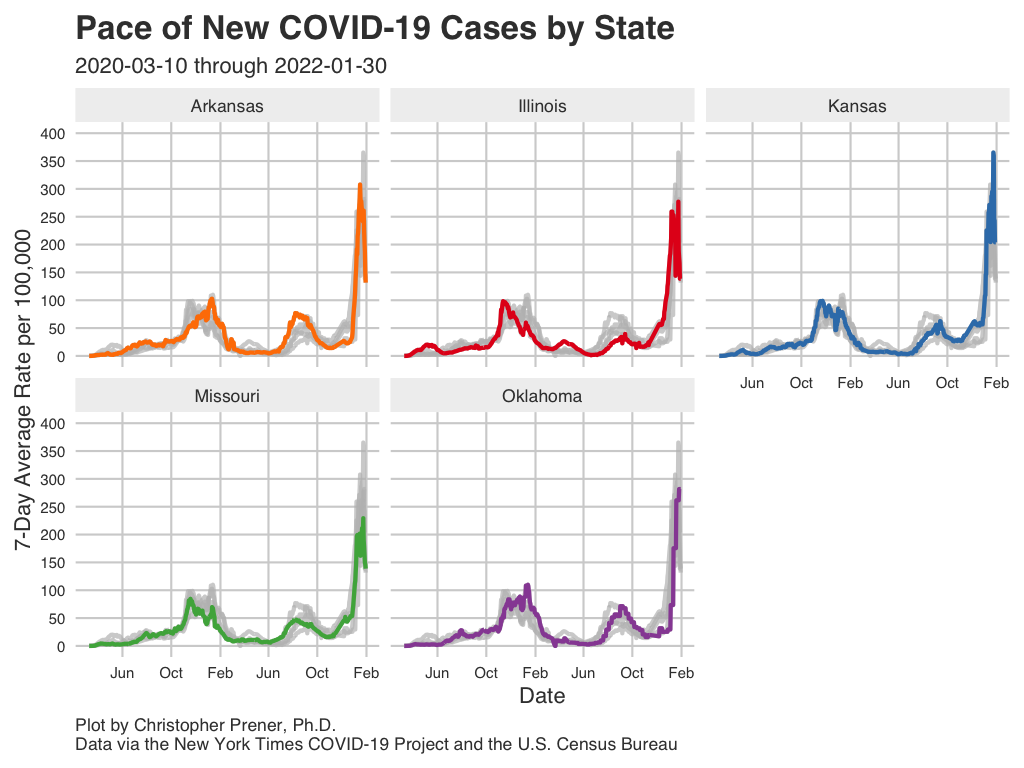 Pace of New COVID-19 Cases by State
2020-03-10 through 2022-01-30
Arkansas Illinois Kansas
400
350
300
250
200
150
100
50
0
Jun Oct Feb Jun Oct Feb
Missouri Oklahoma
400
350
300
250
200
150
100
50
0
Jun Oct Feb Jun Oct Feb Jun Oct Feb Jun Oct Feb
7-Day Average Rate per 100,000
Date
Plot by Christopher Prener, Ph.D.
Data via the New York Times COVID-19 Project and the U.S. Census Bureau